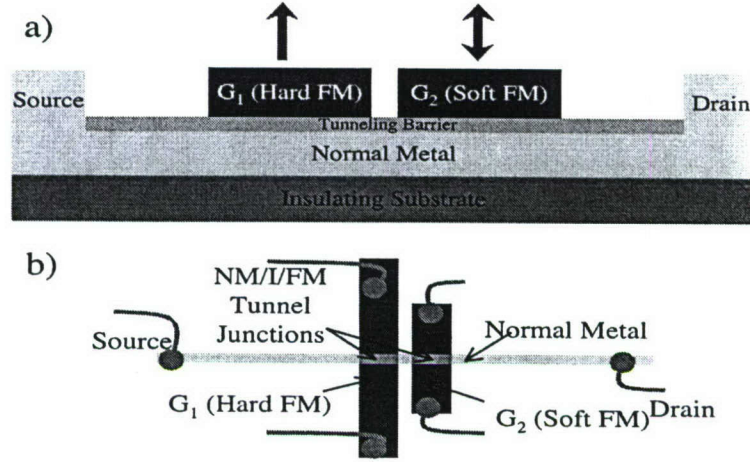 a)
G₁ (Hard FM) G₂ (Soft FM)
Source Drain
Tunneling Barrier
Normal Metal
Insulating Substrate
b)
NM/I/FM
Tunnel
Junctions
Normal Metal
Source
G₁ (Hard FM)
G₂ (Soft FM)
Drain